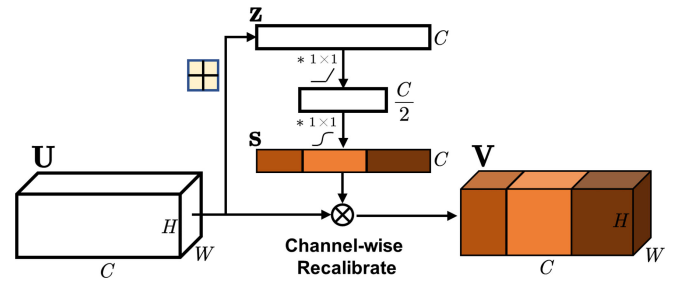 z
C
* 1×1
C/2
* 1×1
s
C
U
V
H
W
C
Channel-wise
Recalibrate
H
W
C